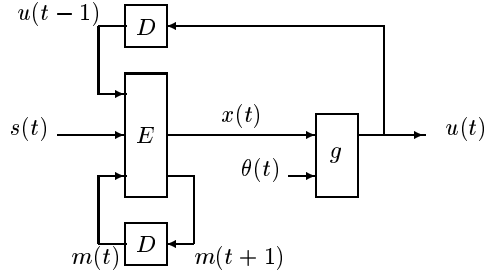 u(t − 1)
D
s(t)
E
x(t)
g
u(t)
θ(t)
D
m(t)
m(t + 1)